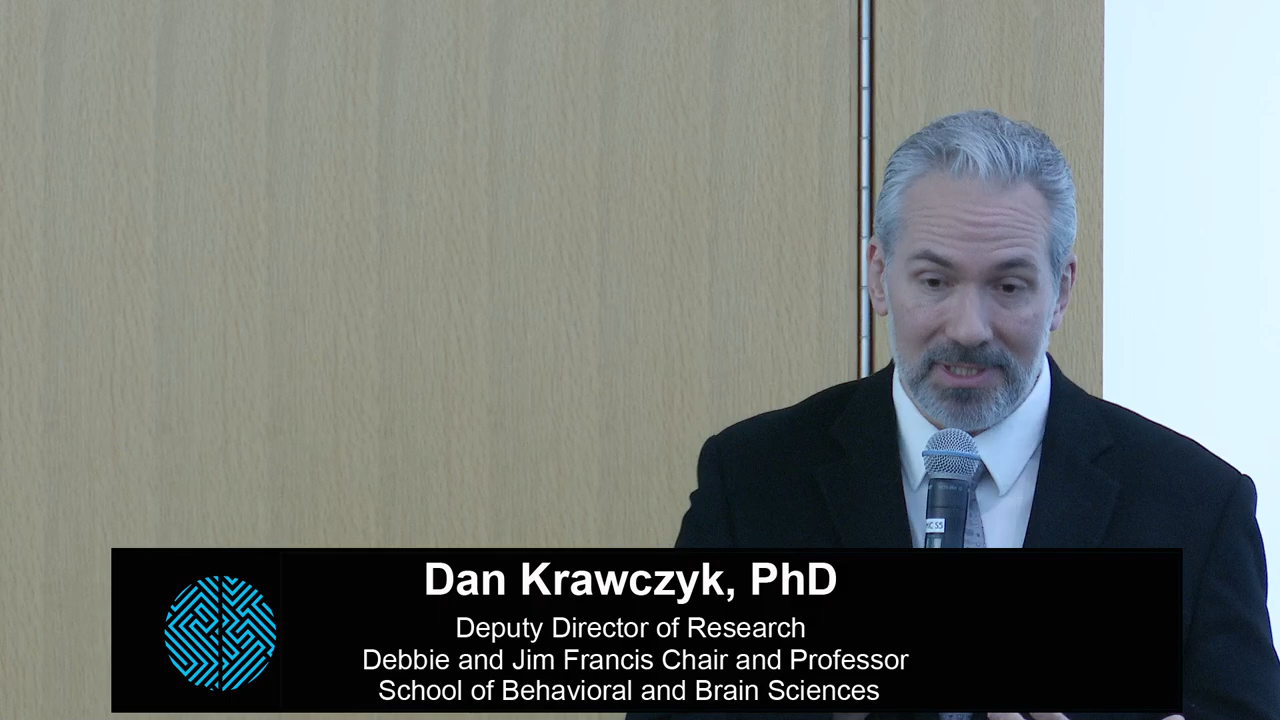 Dan Krawczyk, PhD
Deputy Director of Research
Debbie and Jim Francis Chair and Professor
School of Behavioral and Brain Sciences